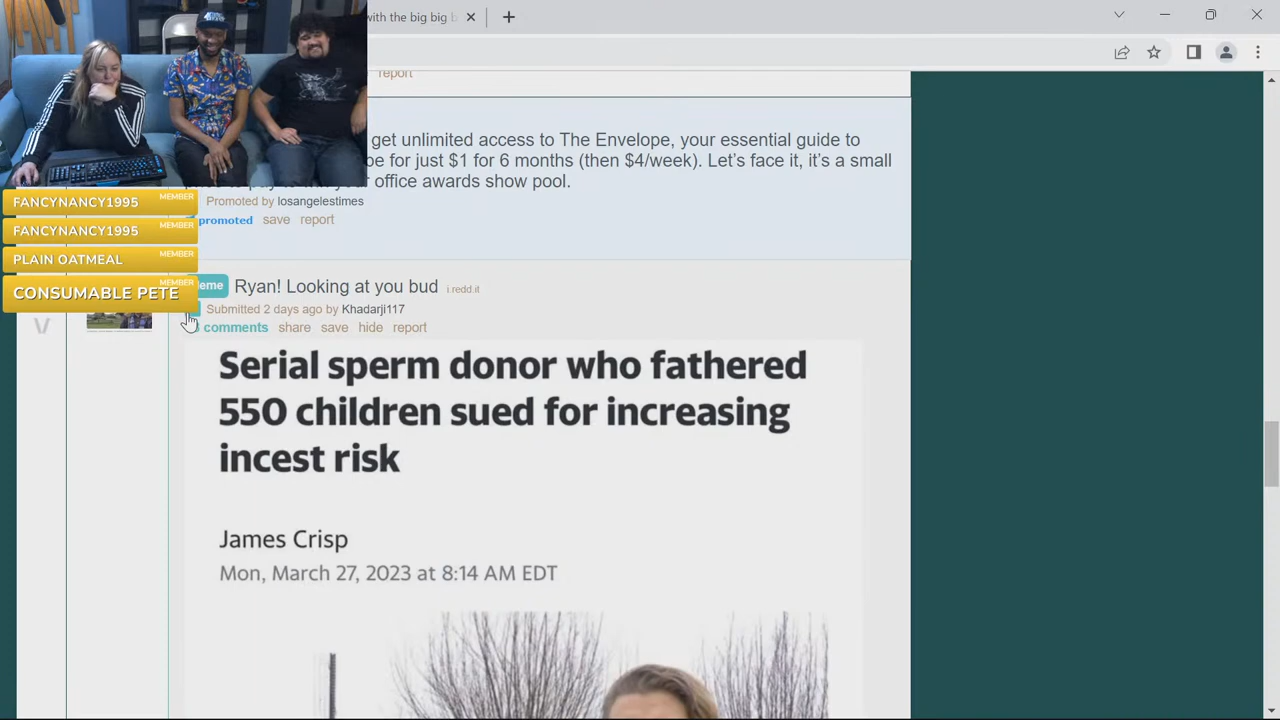 with the big big b
report
get unlimited access to The Envelope, your essential guide to
be for just $1 for 6 months (then $4/week). Let's face it, it's a small
office awards show pool.
Promoted by losangelestimes
promoted save report
FANCYNANCY1995 MEMBER
FANCYNANCY1995 MEMBER
PLAIN OATMEAL MEMBER
CONSUMABLE PETE MEMBER
eme Ryan! Looking at you bud i.redd.it
Submitted 2 days ago by Khadarji117
comments share save hide report
Serial sperm donor who fathered
550 children sued for increasing
incest risk
James Crisp
Mon, March 27, 2023 at 8:14 AM EDT